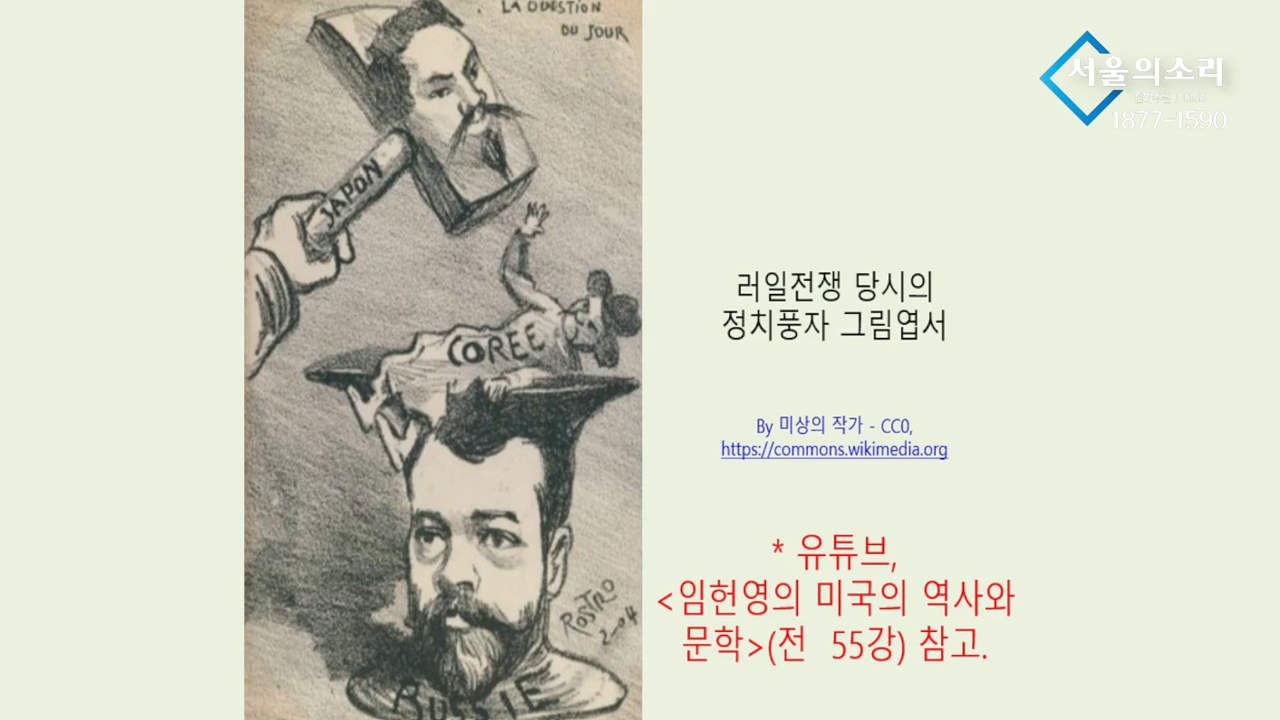 LA QUESTION
DU JOUR
서울의소리
1877-1590
JAPON
COREE
러일전쟁 당시의
정치풍자 그림엽서
By 미상의 작가 - CC0,
https://commons.wikimedia.org
* 유튜브,
<임헌영의 미국의 역사와
문학>(전 55강) 참고.
ROSTRO
2-04
RUSSIE